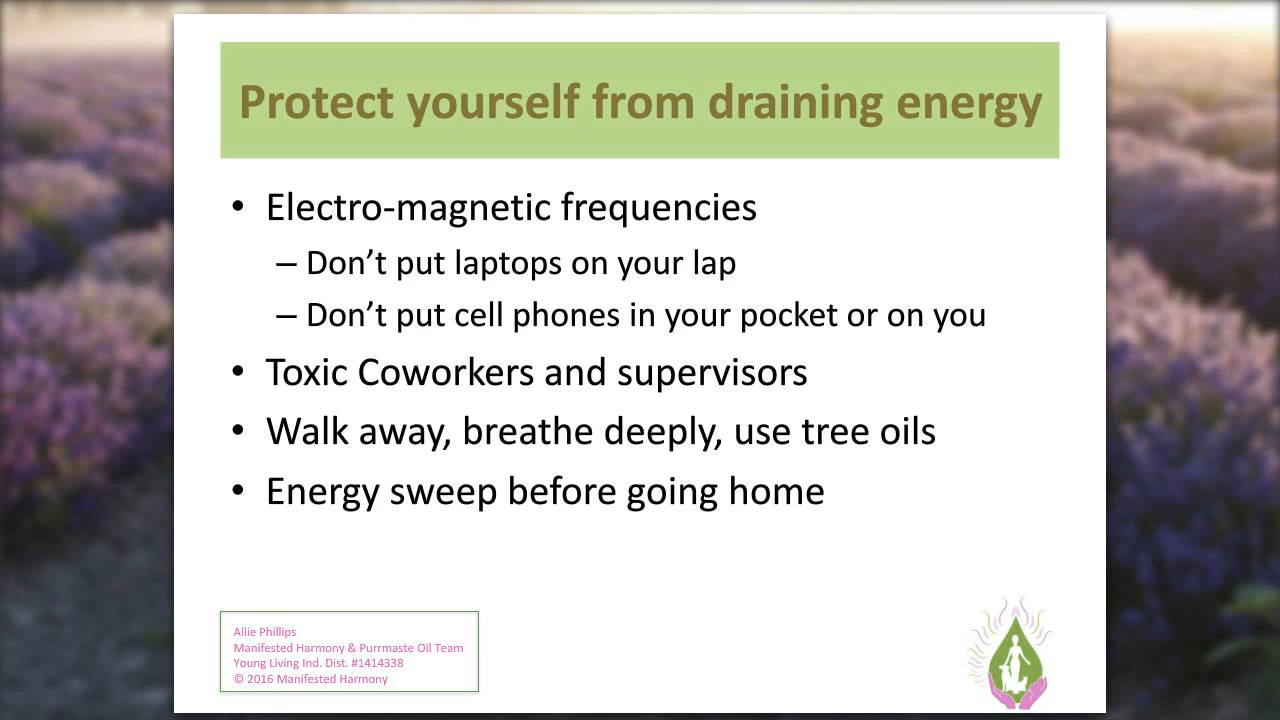 Protect yourself from draining energy
• Electro-magnetic frequencies
– Don’t put laptops on your lap
– Don’t put cell phones in your pocket or on you
• Toxic Coworkers and supervisors
• Walk away, breathe deeply, use tree oils
• Energy sweep before going home
Allie Phillips
Manifested Harmony & Purrmaste Oil Team
Young Living Ind. Dist. #1414338
© 2016 Manifested Harmony